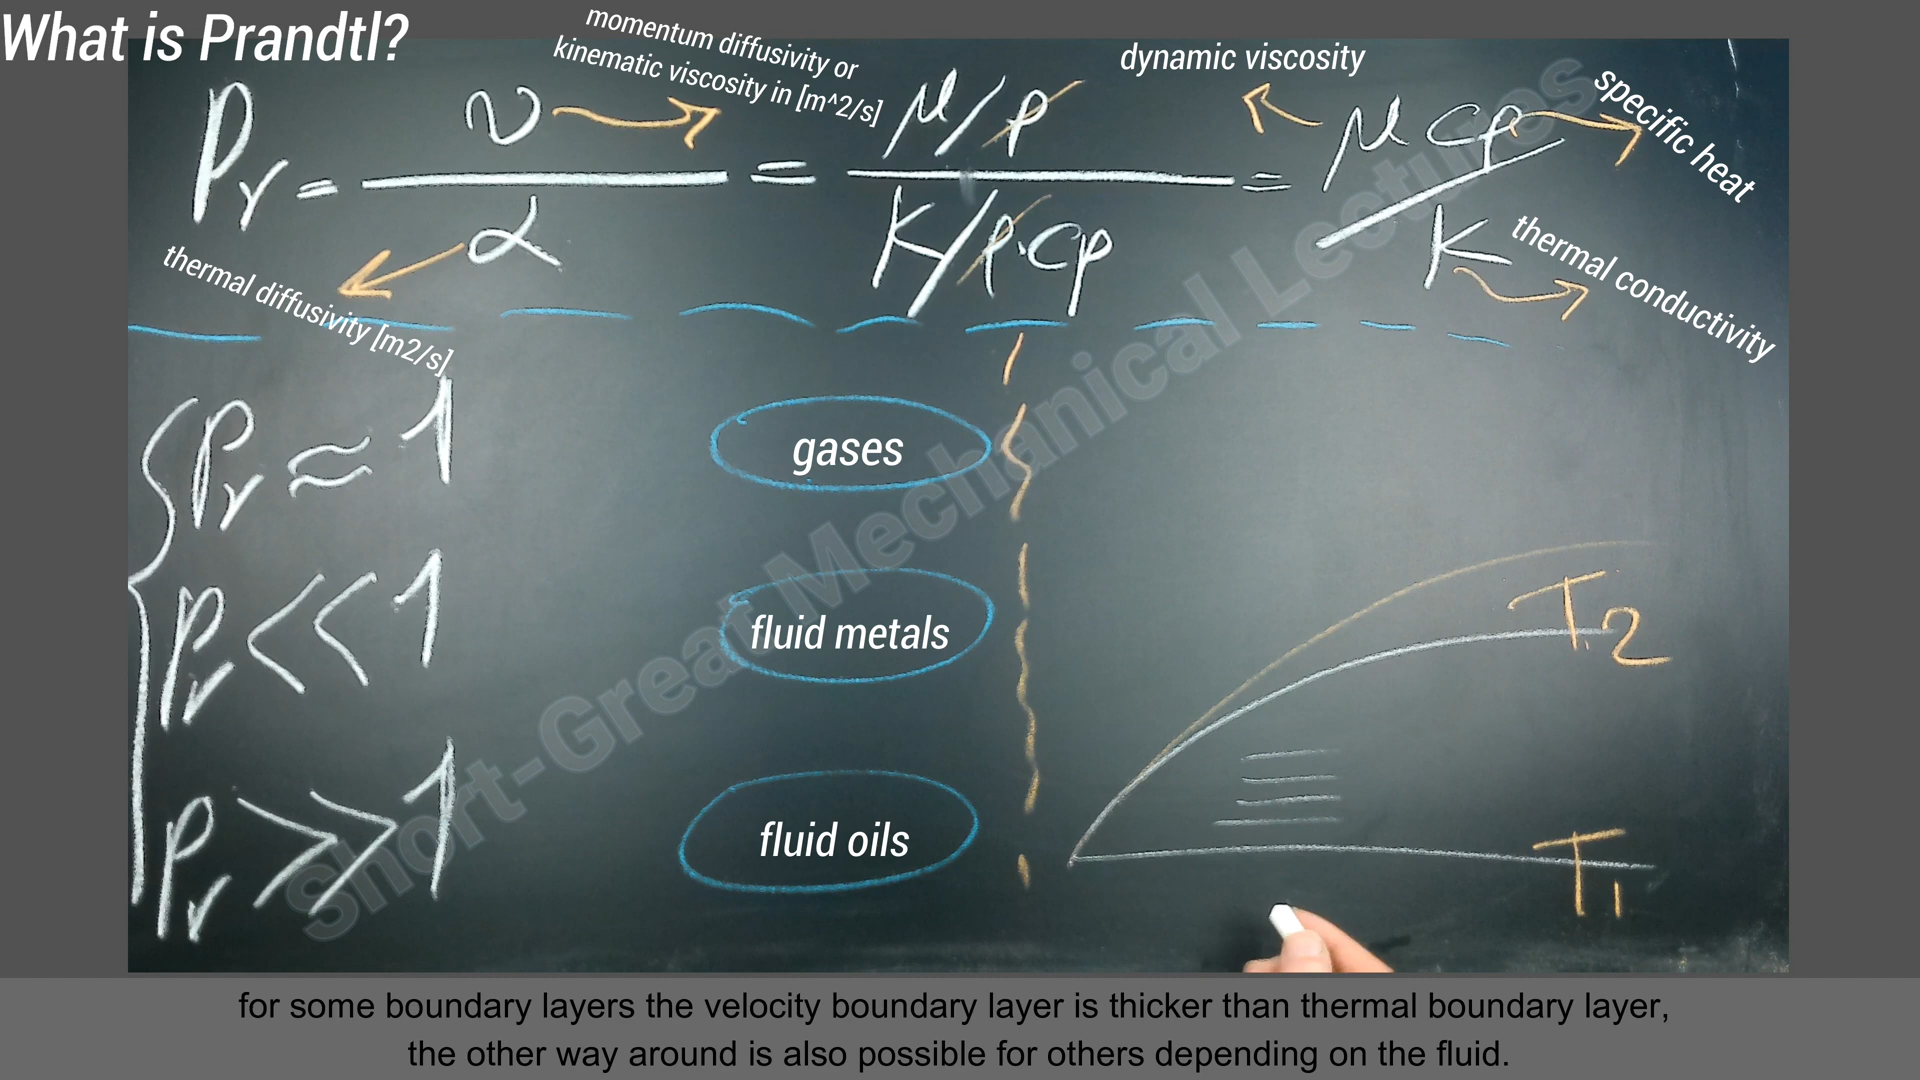 What is Prandtl?
momentum diffusivity or
kinematic viscosity in [m^2/s]
dynamic viscosity
specific heat
Pr = ν / α = μ/ρ / K/ρ·Cp = μ Cp / K
thermal diffusivity [m2/s]
thermal conductivity
Pr ≈ 1
gases
Pr << 1
fluid metals
Pr >> 1
fluid oils
T2
T1
Short-Great Mechanical Lectures
for some boundary layers the velocity boundary layer is thicker than thermal boundary layer,
the other way around is also possible for others depending on the fluid.